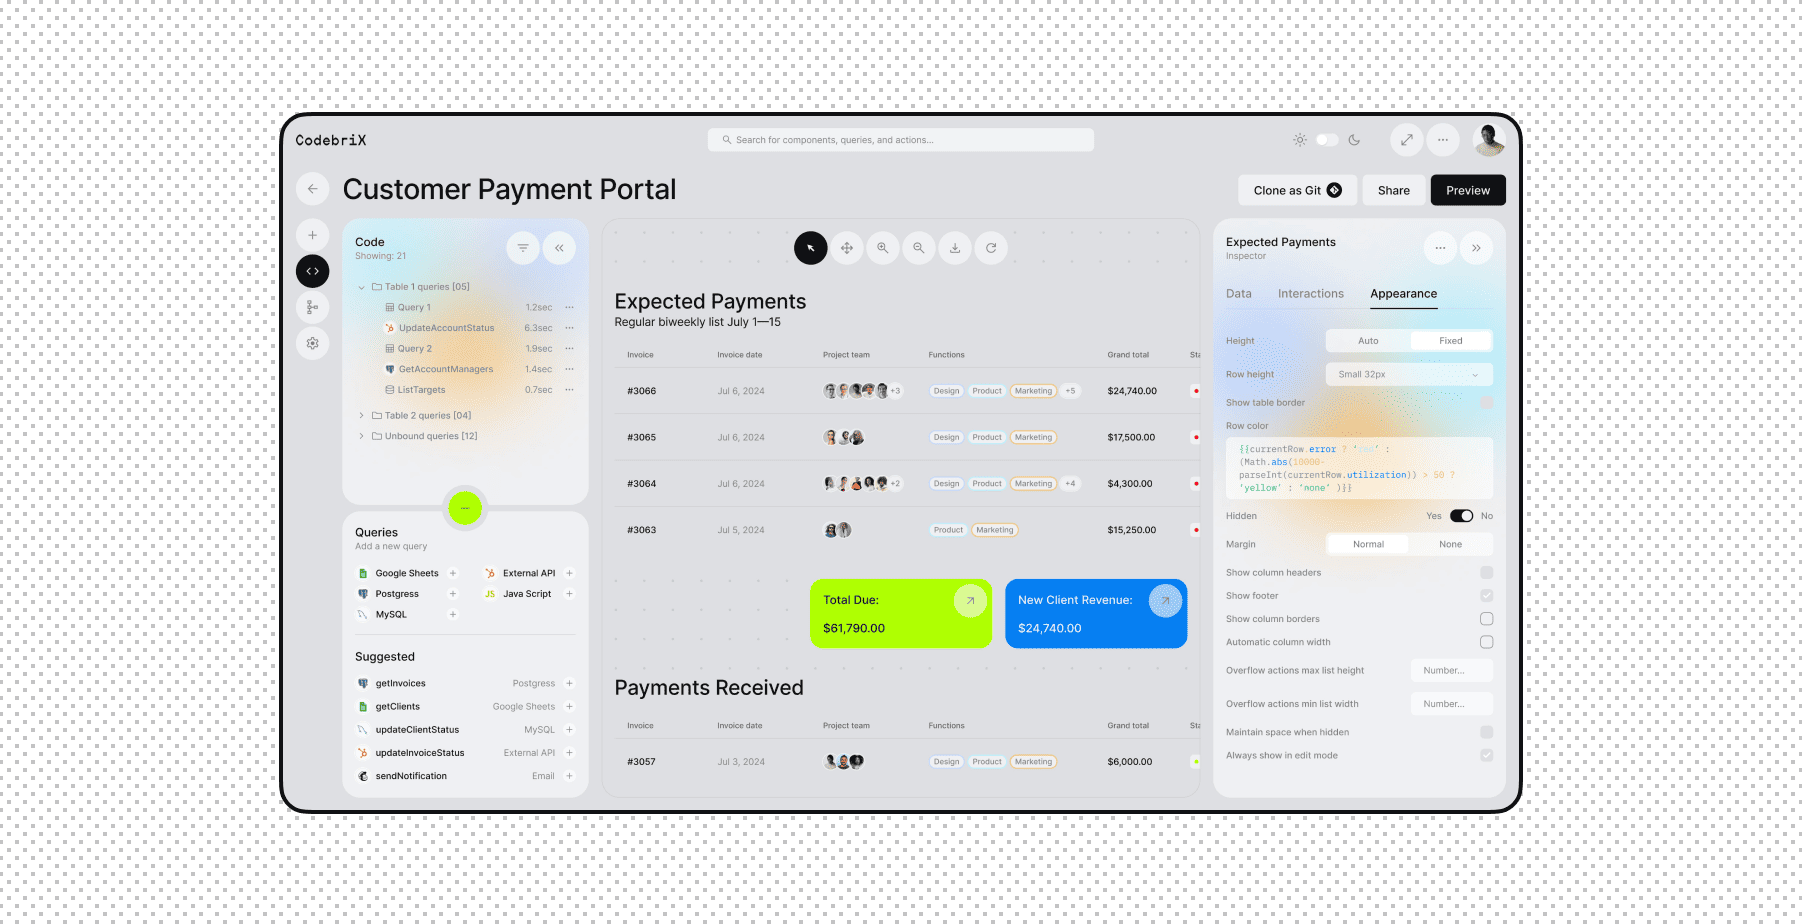 CodebriX
Search for components, queries, and actions...
Customer Payment Portal
Clone as Git
Share
Preview
Code
Showing: 21
Table 1 queries [05]
Query 1 1.2sec
UpdateAccountStatus 6.3sec
Query 2 1.9sec
GetAccountManagers 1.4sec
ListTargets 0.7sec
Table 2 queries [04]
Unbound queries [12]
Queries
Add a new query
Google Sheets + External API +
Postgress + JS Java Script +
MySQL +
Suggested
getInvoices Postgress +
getClients Google Sheets +
updateClientStatus MySQL +
updateInvoiceStatus External API +
sendNotification Email +
Expected Payments
Regular biweekly list July 1—15
Invoice Invoice date Project team Functions Grand total Sta
#3066 Jul 6, 2024 +3 Design Product Marketing +5 $24,740.00
#3065 Jul 6, 2024 Design Product Marketing $17,500.00
#3064 Jul 6, 2024 +2 Design Product Marketing +4 $4,300.00
#3063 Jul 5, 2024 Product Marketing $15,250.00
Total Due:
$61,790.00
New Client Revenue:
$24,740.00
Payments Received
Invoice Invoice date Project team Functions Grand total Sta
#3057 Jul 3, 2024 Design Product Marketing $6,000.00
Expected Payments
Inspector
Data Interactions Appearance
Height Auto Fixed
Row height Small 32px
Show table border
Row color
{{currentRow.error ? ' ' :
(Math.abs(10000-
parseInt(currentRow.utilization)) > 50 ?
'yellow' : 'none' )}}
Hidden Yes No
Margin Normal None
Show column headers
Show footer
Show column borders
Automatic column width
Overflow actions max list height Number...
Overflow actions min list width Number...
Maintain space when hidden
Always show in edit mode